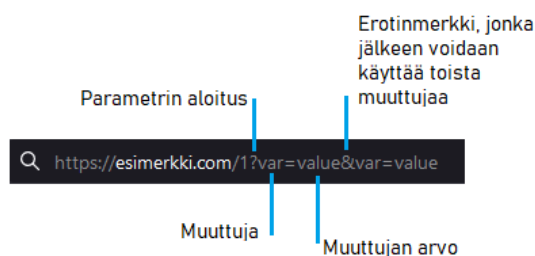 Erotinmerkki, jonka
jälkeen voidaan
käyttää toista
muuttujaa
Parametrin aloitus
https://esimerkki.com/1?var=value&var=value
Muuttuja
Muuttujan arvo